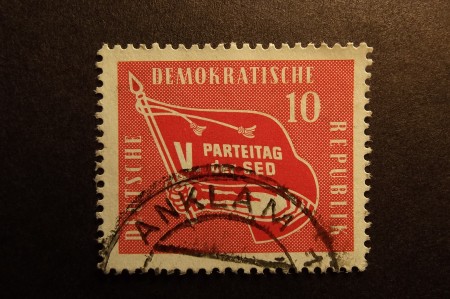 DEUTSCHE
DEMOKRATISCHE
REPUBLIK
10
V. PARTEITAG
der SED
ANKLAM